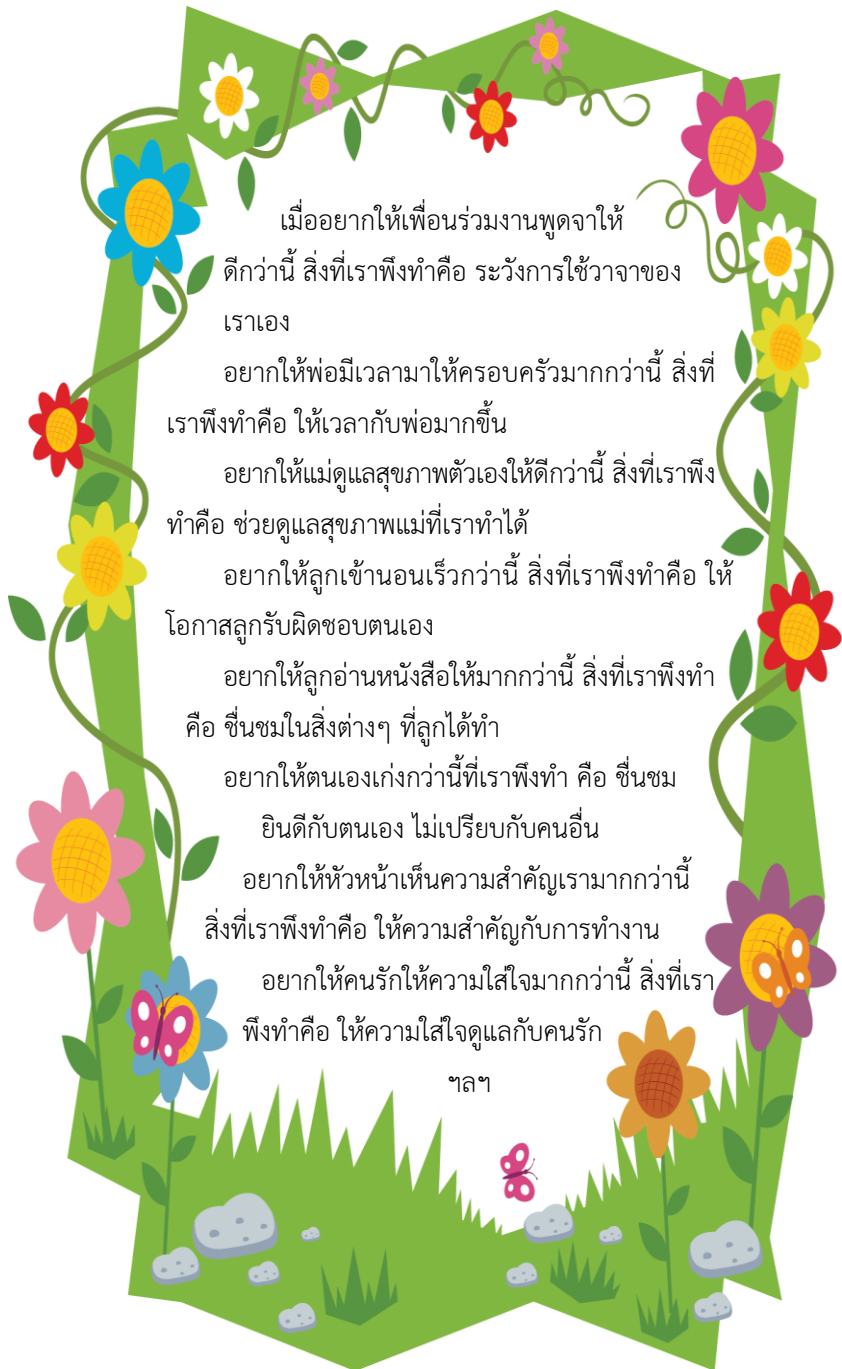 เมื่ออยากให้เพื่อนร่วมงานพูดจาให้
ดีกว่านี้ สิ่งที่เราพึงทำคือ ระวังการใช้วาจาของ
เราเอง
อยากให้พ่อมีเวลามาให้ครอบครัวมากกว่านี้ สิ่งที่
เราพึงทำคือ ให้เวลากับพ่อมากขึ้น
อยากให้แม่ดูแลสุขภาพตัวเองให้ดีกว่านี้ สิ่งที่เราพึง
ทำคือ ช่วยดูแลสุขภาพแม่ที่เราทำได้
อยากให้ลูกเข้านอนเร็วกว่านี้ สิ่งที่เราพึงทำคือ ให้
โอกาสลูกรับผิดชอบตนเอง
อยากให้ลูกอ่านหนังสือให้มากกว่านี้ สิ่งที่เราพึงทำ
คือ ชื่นชมในสิ่งต่างๆ ที่ลูกได้ทำ
อยากให้ตนเองเก่งกว่านี้ที่เราพึงทำ คือ ชื่นชม
ยินดีกับตนเอง ไม่เปรียบกับคนอื่น
อยากให้หัวหน้าเห็นความสำคัญเรามากกว่านี้
สิ่งที่เราพึงทำคือ ให้ความสำคัญกับการทำงาน
อยากให้คนรักให้ความใส่ใจมากกว่านี้ สิ่งที่เรา
พึงทำคือ ให้ความใส่ใจดูแลกับคนรัก
ฯลฯ